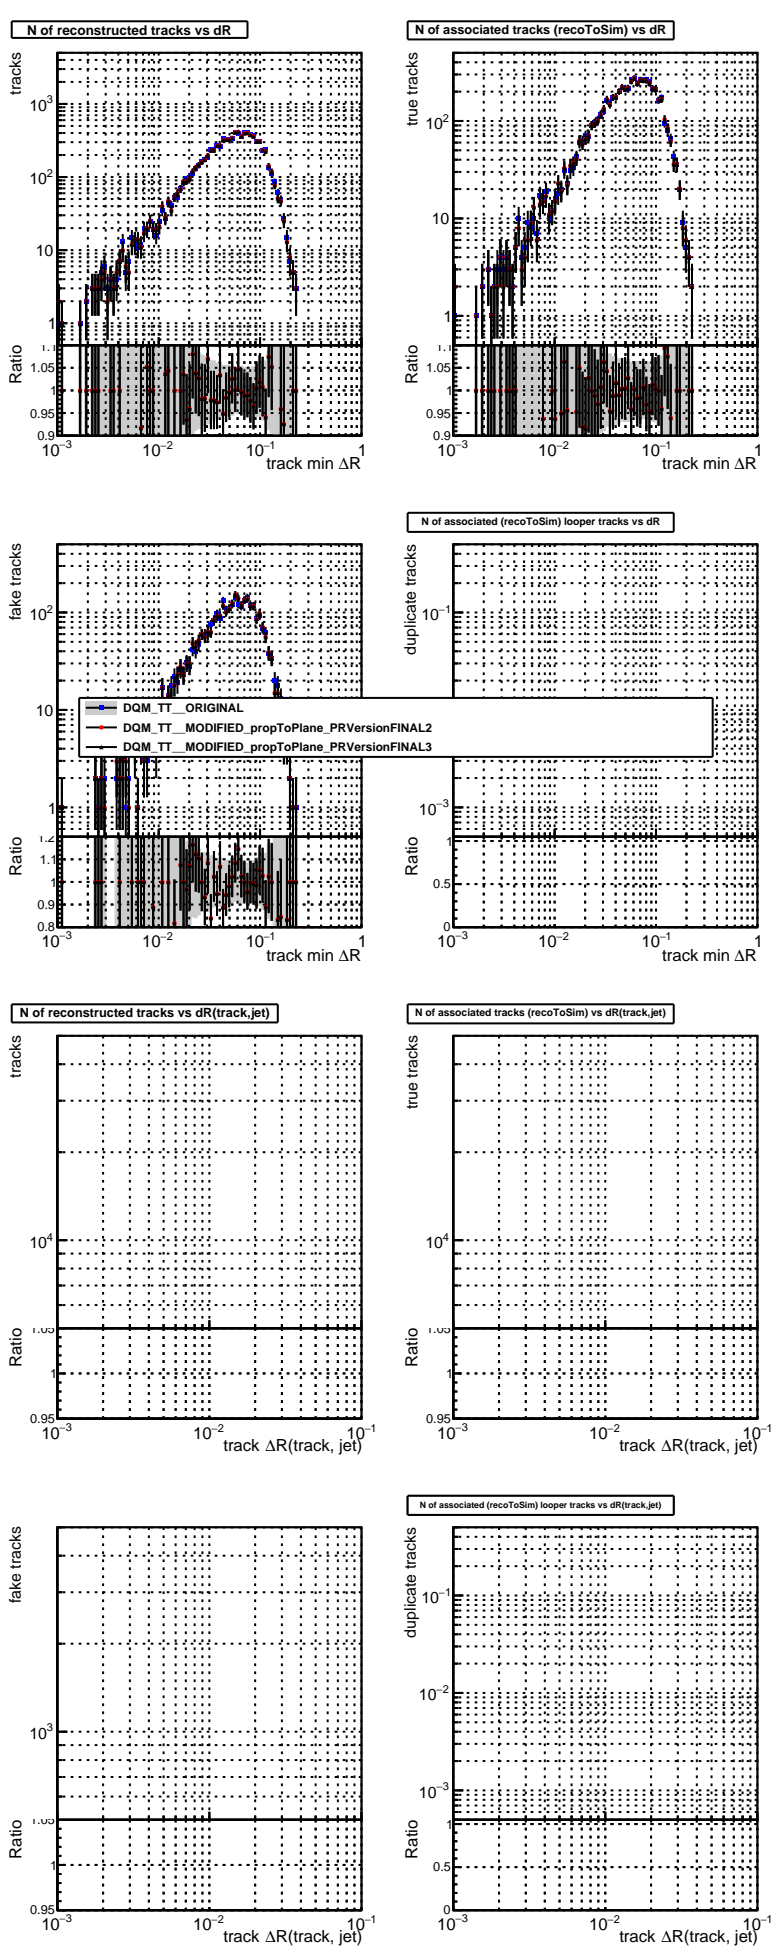 N of reconstructed tracks vs dR
tracks
10³
10²
10
1
Ratio
1.1
1.05
1
0.95
0.9
10⁻³ 10⁻² 10⁻¹ 1
track min ΔR
N of associated tracks (recoToSim) vs dR
true tracks
10²
10
1
Ratio
1.1
1.05
1
0.95
0.9
10⁻³ 10⁻² 10⁻¹ 1
track min ΔR
fake tracks
10²
10
1
Ratio
1.2
1.1
1
0.9
0.8
10⁻³ 10⁻² 10⁻¹ 1
track min ΔR
N of associated (recoToSim) looper tracks vs dR
duplicate tracks
10⁻¹
10⁻³
Ratio
1
0.5
0
10⁻³ 10⁻² 10⁻¹ 1
track min ΔR
DQM_TT__ORIGINAL
DQM_TT__MODIFIED_propToPlane_PRVersionFINAL2
DQM_TT__MODIFIED_propToPlane_PRVersionFINAL3
N of reconstructed tracks vs dR(track,jet)
tracks
10⁴
Ratio
1.05
1
0.95
10⁻³ 10⁻² 10⁻¹
track ΔR(track, jet)
N of associated tracks (recoToSim) vs dR(track,jet)
true tracks
10⁴
Ratio
1.05
1
0.95
10⁻³ 10⁻² 10⁻¹
track ΔR(track, jet)
fake tracks
10³
Ratio
1.05
1
0.95
10⁻³ 10⁻² 10⁻¹
track ΔR(track, jet)
N of associated (recoToSim) looper tracks vs dR(track,jet)
duplicate tracks
10⁻¹
10⁻²
10⁻³
Ratio
1
0.5
0
10⁻³ 10⁻² 10⁻¹
track ΔR(track, jet)